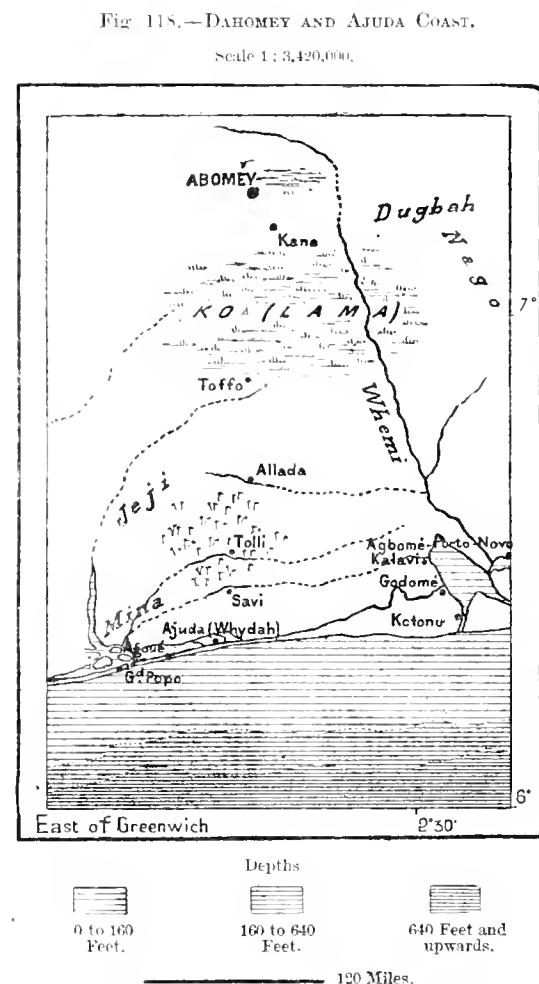 Fig 118.—DAHOMEY AND AJUDA COAST.
Scale 1 : 3,420,000.
ABOMEY
Dugbah
Nago
Kana
7°
KO (LAMA)
Toffo
Whemi
Jeji
Allada
Tolli
Agbomé-
Porto-Novo
Kalavi
Godomé
Mina
Savi
Ajuda (Whydah)
Kotonu
Agoué
Gd Popo
6°
East of Greenwich
2°30'
Depths
0 to 160
Feet.
160 to 640
Feet.
640 Feet and
upwards.
120 Miles.